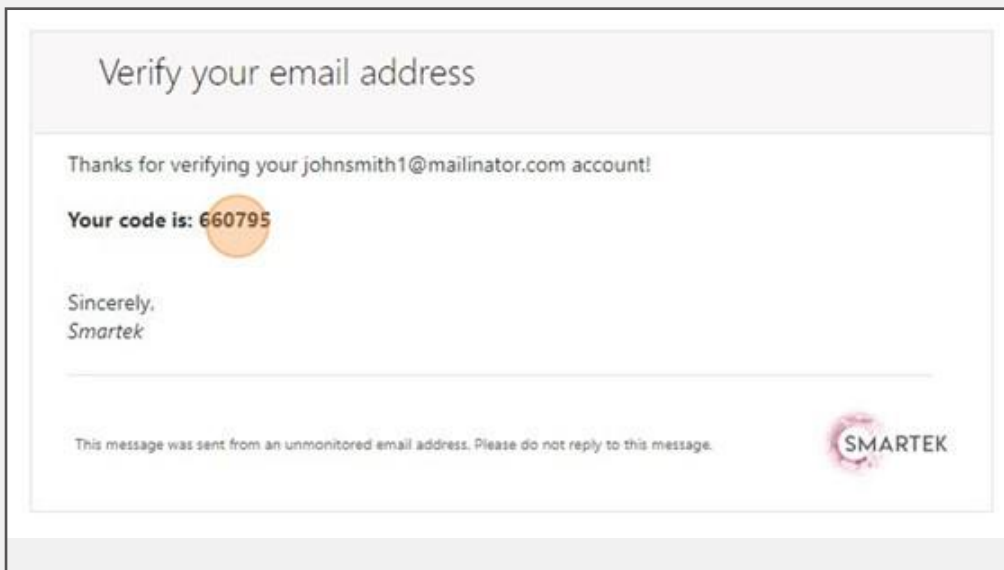 Verify your email address
Thanks for verifying your johnsmith1@mailinator.com account!
Your code is: 660795
Sincerely,
Smartek
This message was sent from an unmonitored email address. Please do not reply to this message.
SMARTEK